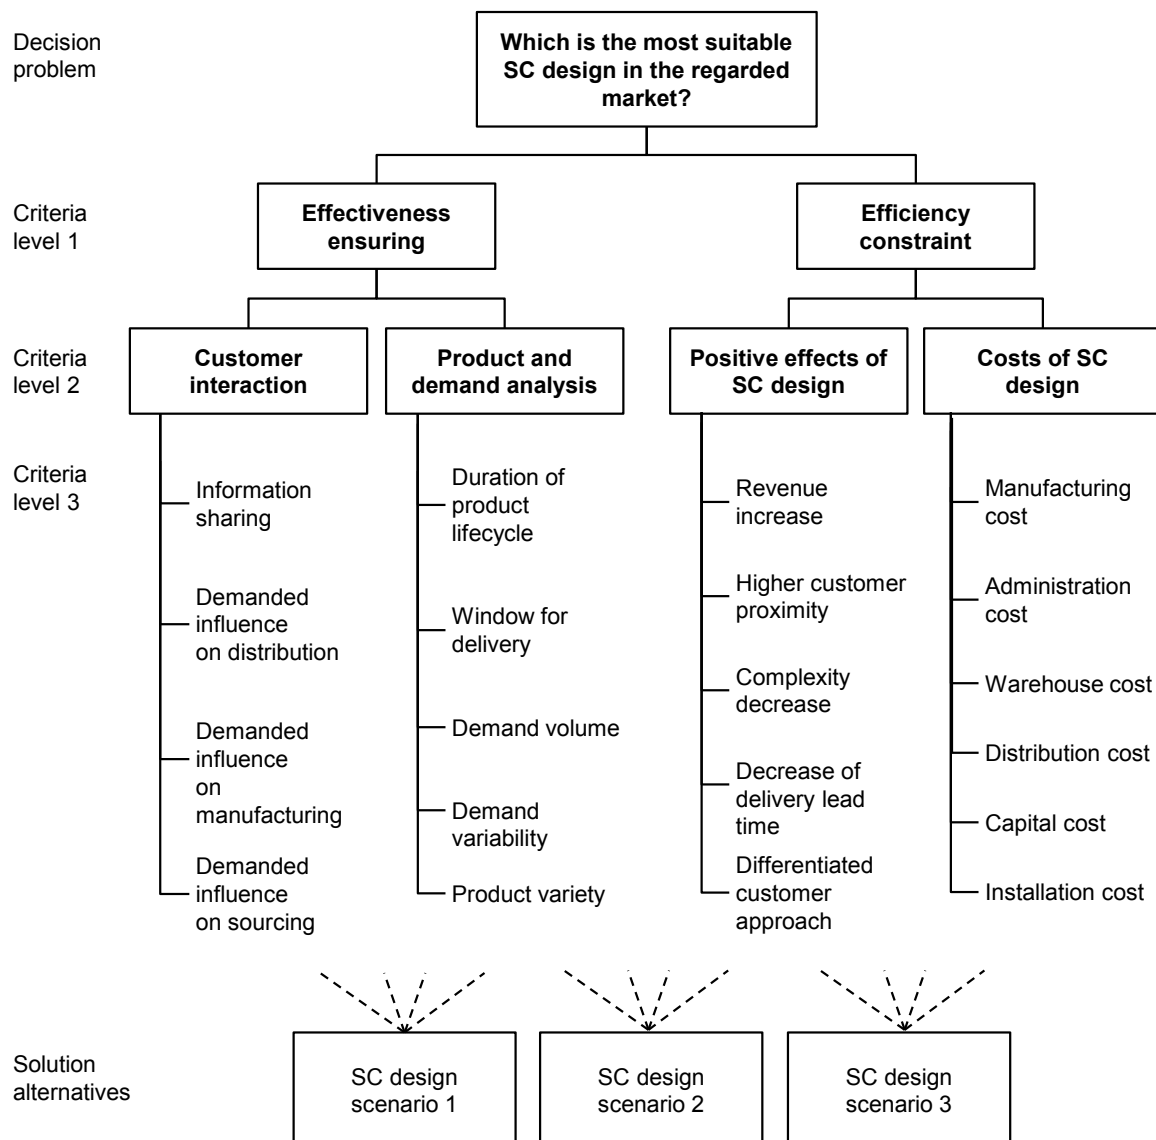 Decision
problem
Which is the most suitable
SC design in the regarded
market?
Criteria
level 1
Effectiveness
ensuring
Efficiency
constraint
Criteria
level 2
Customer
interaction
Product and
demand analysis
Positive effects of
SC design
Costs of SC
design
Criteria
level 3
Information
sharing
Demanded
influence
on distribution
Demanded
influence
on
manufacturing
Demanded
influence
on sourcing
Duration of
product
lifecycle
Window for
delivery
Demand volume
Demand
variability
Product variety
Revenue
increase
Higher customer
proximity
Complexity
decrease
Decrease of
delivery lead
time
Differentiated
customer
approach
Manufacturing
cost
Administration
cost
Warehouse cost
Distribution cost
Capital cost
Installation cost
Solution
alternatives
SC design
scenario 1
SC design
scenario 2
SC design
scenario 3